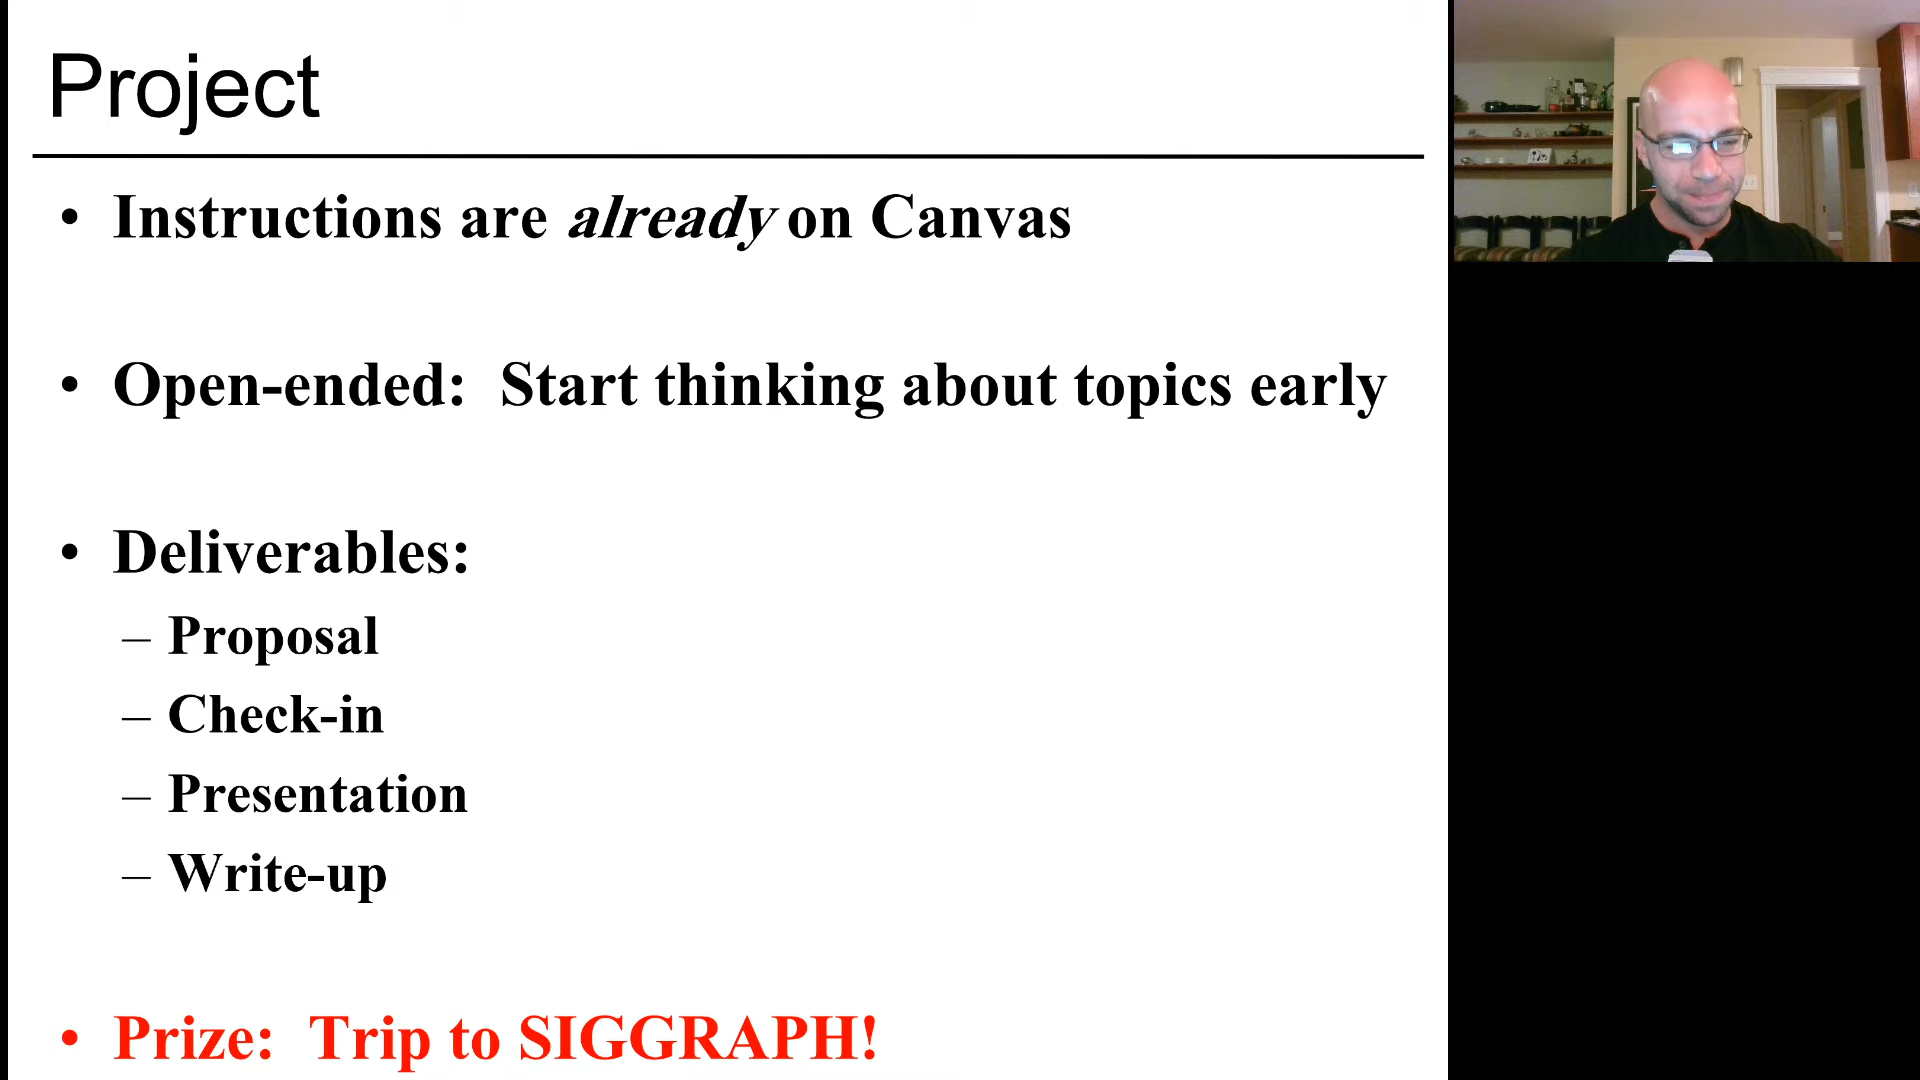 Project
• Instructions are already on Canvas
• Open-ended: Start thinking about topics early
• Deliverables:
– Proposal
– Check-in
– Presentation
– Write-up
• Prize: Trip to SIGGRAPH!